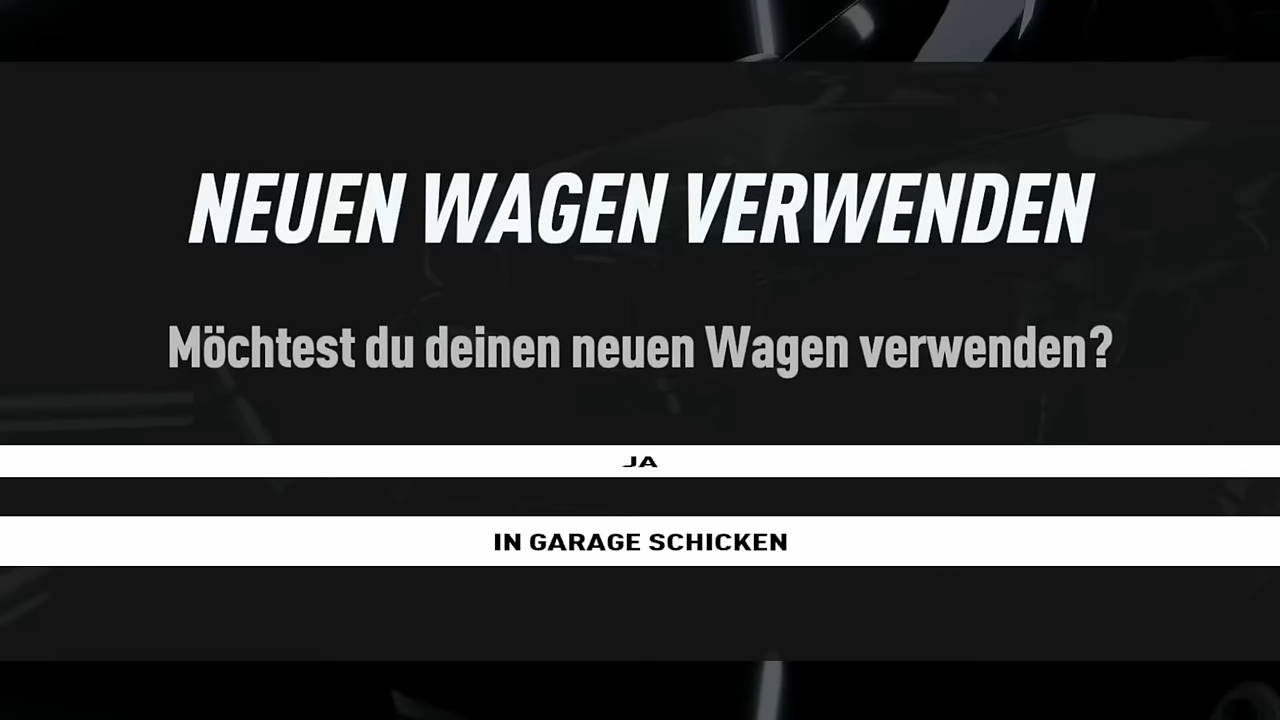 NEUEN WAGEN VERWENDEN
Möchtest du deinen neuen Wagen verwenden?
JA
IN GARAGE SCHICKEN